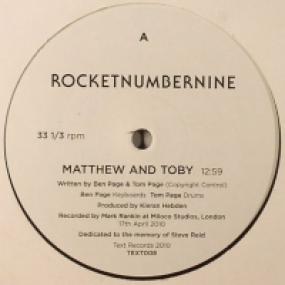 A
ROCKETNUMBERNINE
33 1/3 rpm
MATTHEW AND TOBY 12:59
Written by Ben Page & Tom Page (Copyright Control)
Ben Page Keyboards Tom Page Drums
Produced by Kieran Hebden
Recorded by Mark Rankin at Miloco Studios, London
17th April 2010
Dedicated to the memory of Steve Reid
Text Records 2010
TEXT008